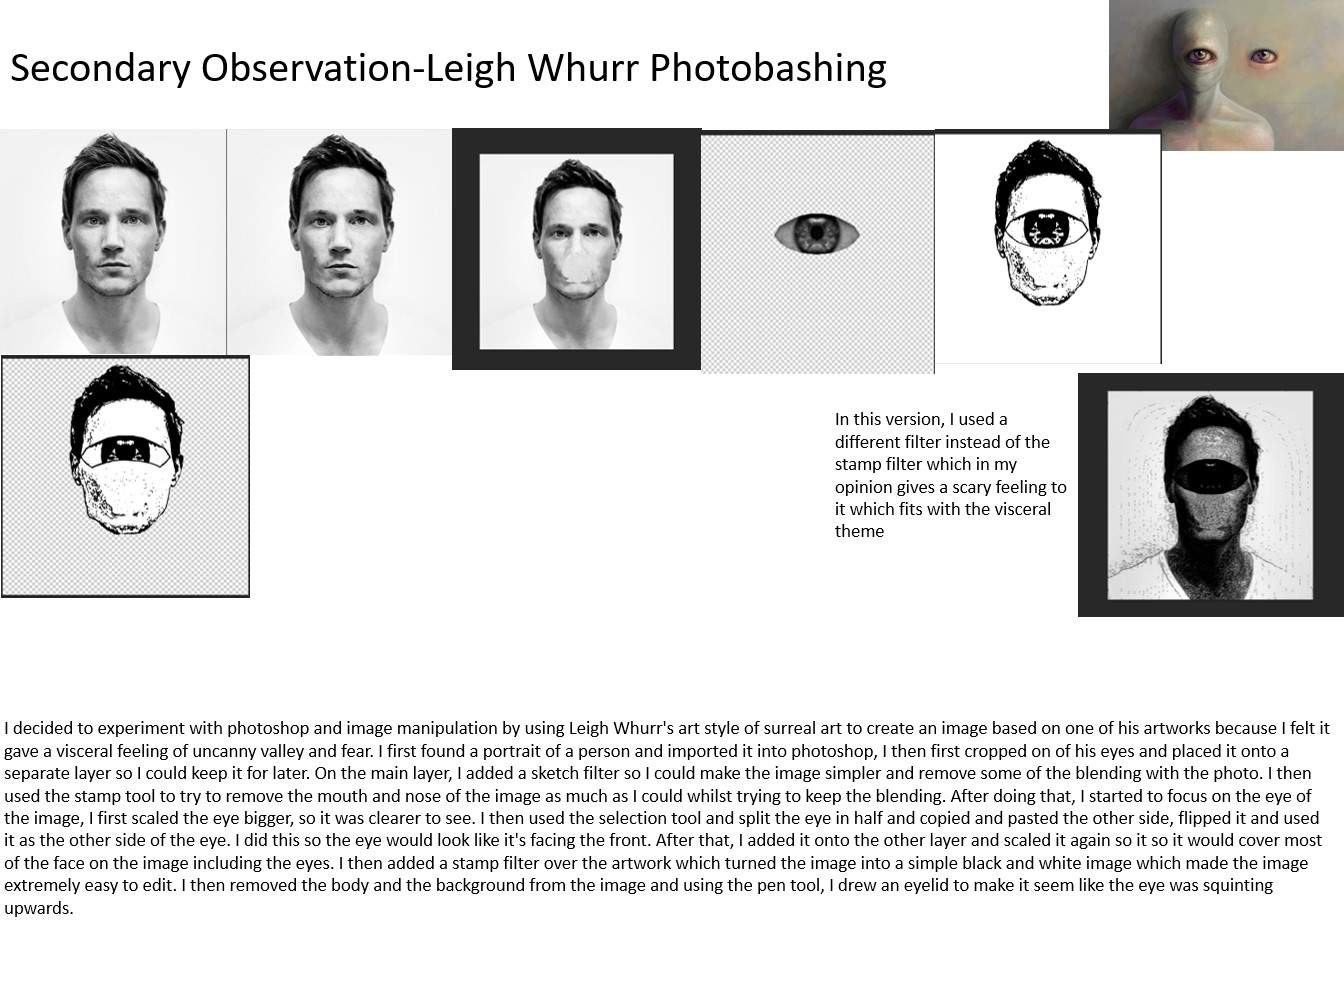 Secondary Observation-Leigh Whurr Photobashing
In this version, I used a
different filter instead of the
stamp filter which in my
opinion gives a scary feeling to
it which fits with the visceral
theme
I decided to experiment with photoshop and image manipulation by using Leigh Whurr's art style of surreal art to create an image based on one of his artworks because I felt it
gave a visceral feeling of uncanny valley and fear. I first found a portrait of a person and imported it into photoshop, I then first cropped on of his eyes and placed it onto a
separate layer so I could keep it for later. On the main layer, I added a sketch filter so I could make the image simpler and remove some of the blending with the photo. I then
used the stamp tool to try to remove the mouth and nose of the image as much as I could whilst trying to keep the blending. After doing that, I started to focus on the eye of
the image, I first scaled the eye bigger, so it was clearer to see. I then used the selection tool and split the eye in half and copied and pasted the other side, flipped it and used
it as the other side of the eye. I did this so the eye would look like it's facing the front. After that, I added it onto the other layer and scaled it again so it so it would cover most
of the face on the image including the eyes. I then added a stamp filter over the artwork which turned the image into a simple black and white image which made the image
extremely easy to edit. I then removed the body and the background from the image and using the pen tool, I drew an eyelid to make it seem like the eye was squinting
upwards.